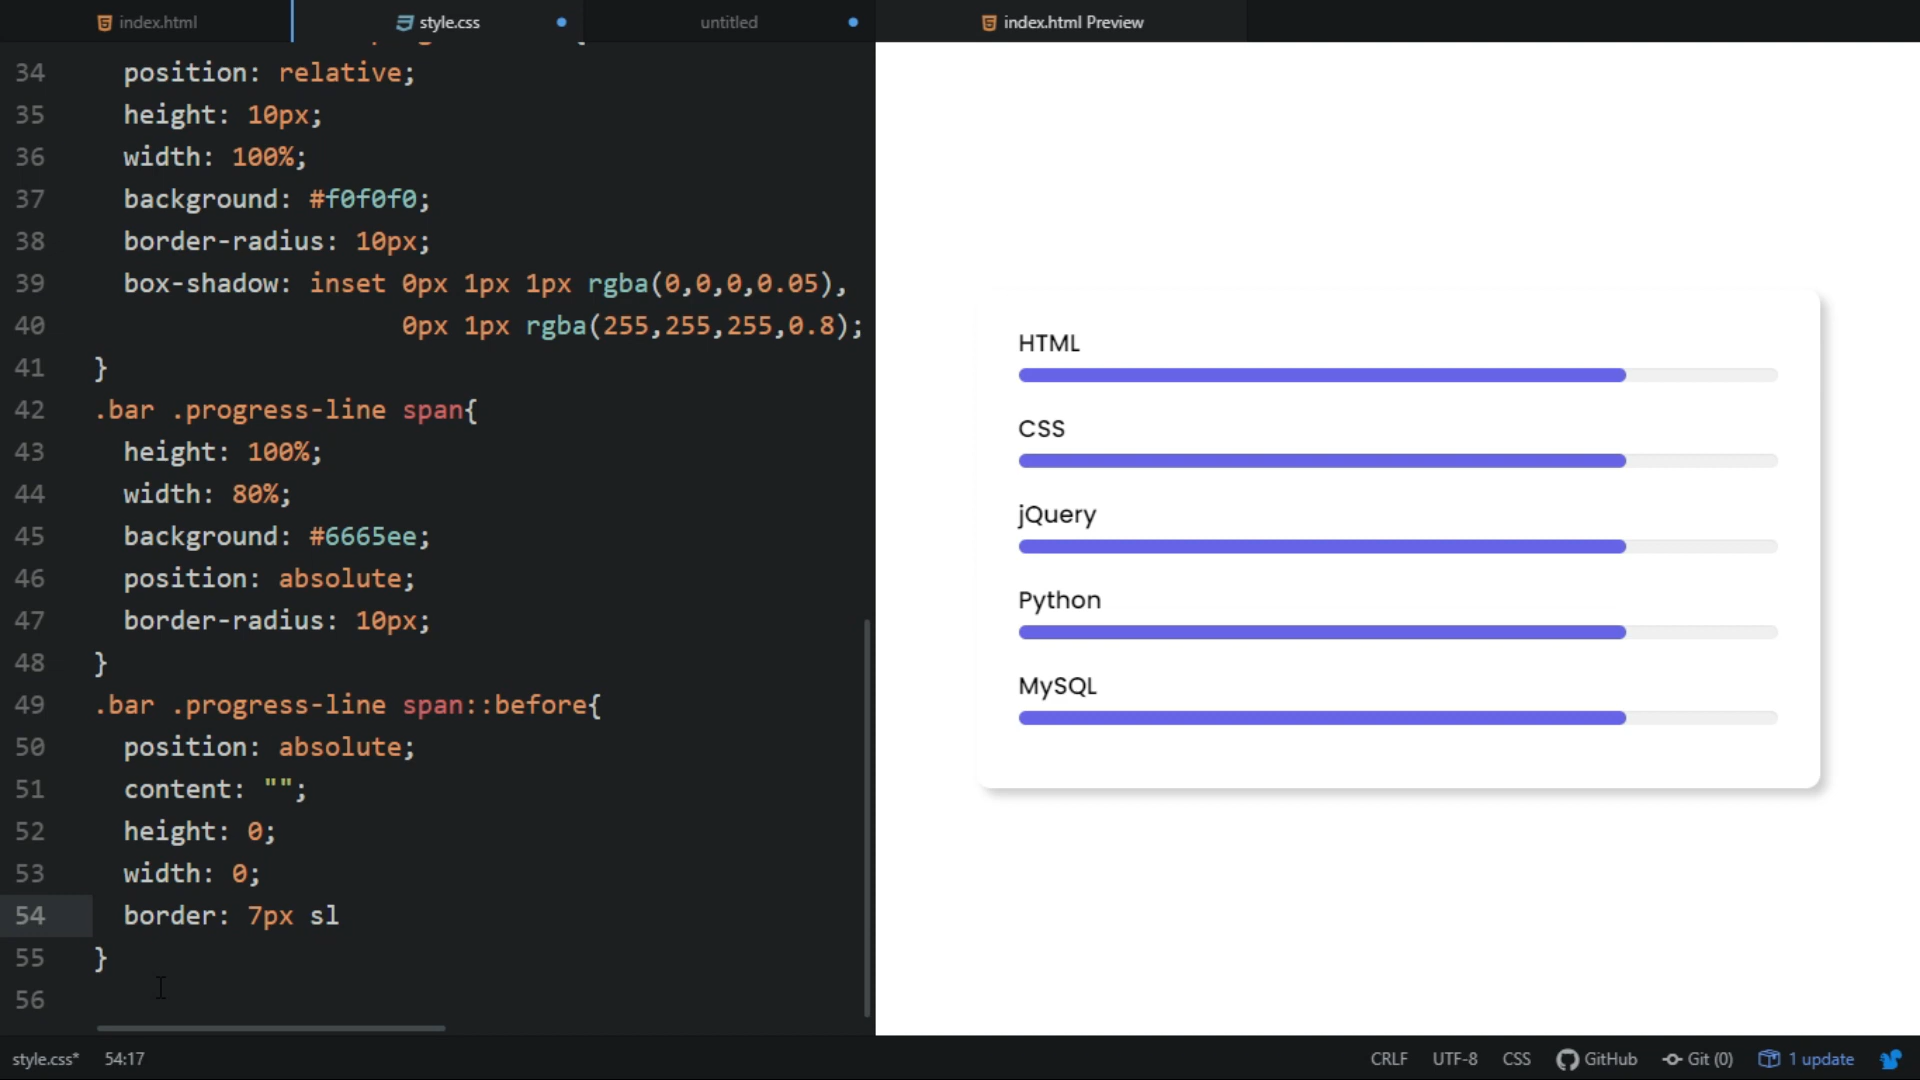 index.html
style.css
untitled
index.html Preview
34 position: relative;
35 height: 10px;
36 width: 100%;
37 background: #f0f0f0;
38 border-radius: 10px;
39 box-shadow: inset 0px 1px 1px rgba(0,0,0,0.05),
40 0px 1px rgba(255,255,255,0.8);
41 }
42 .bar .progress-line span{
43 height: 100%;
44 width: 80%;
45 background: #6665ee;
46 position: absolute;
47 border-radius: 10px;
48 }
49 .bar .progress-line span::before{
50 position: absolute;
51 content: "";
52 height: 0;
53 width: 0;
54 border: 7px sl
55 }
56
HTML
CSS
jQuery
Python
MySQL
style.css* 54:17
CRLF UTF-8 CSS GitHub Git (0) 1 update